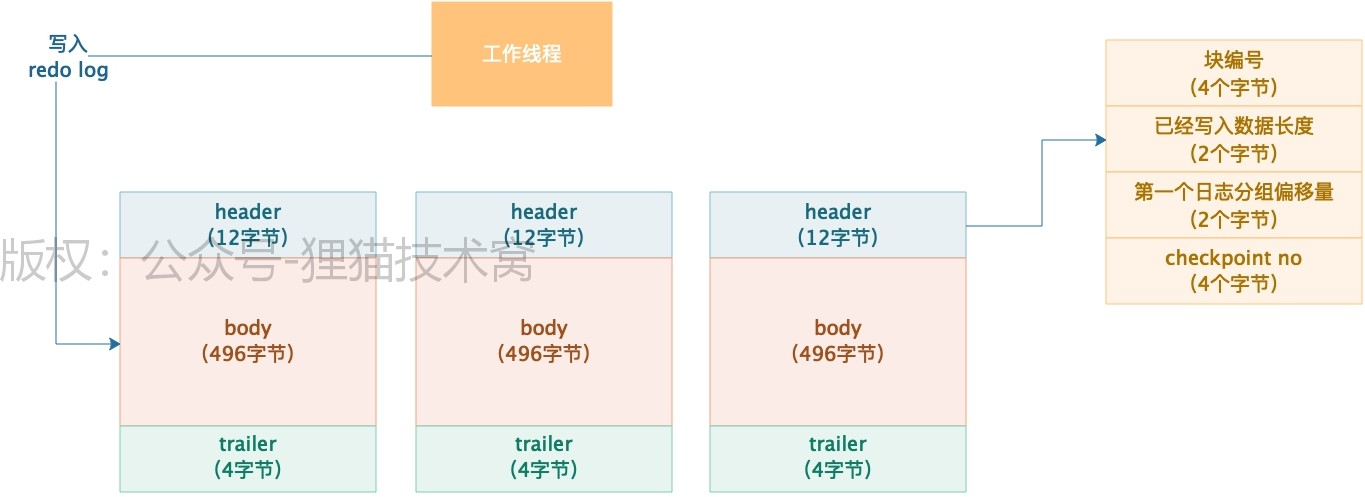 写入
redo log
工作线程
块编号
(4个字节)
已经写入数据长度
(2个字节)
第一个日志分组偏移量
(2个字节)
checkpoint no
(4个字节)
header
(12字节)
header
(12字节)
header
(12字节)
版权：公众号-狸猫技术窝
body
(496字节)
body
(496字节)
body
(496字节)
trailer
(4字节)
trailer
(4字节)
trailer
(4字节)